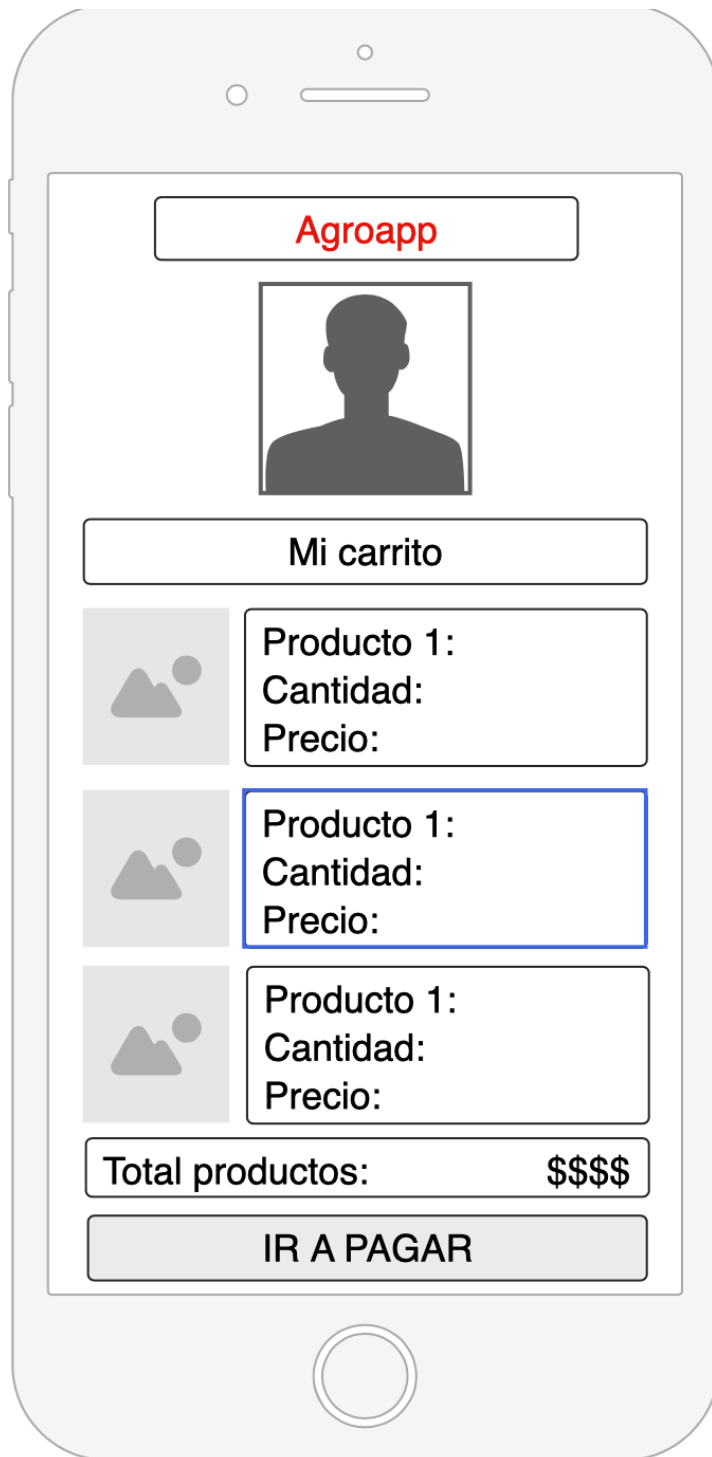 Agroapp
Mi carrito
Producto 1:
Cantidad:
Precio:
Producto 1:
Cantidad:
Precio:
Producto 1:
Cantidad:
Precio:
Total productos: $$$$
IR A PAGAR